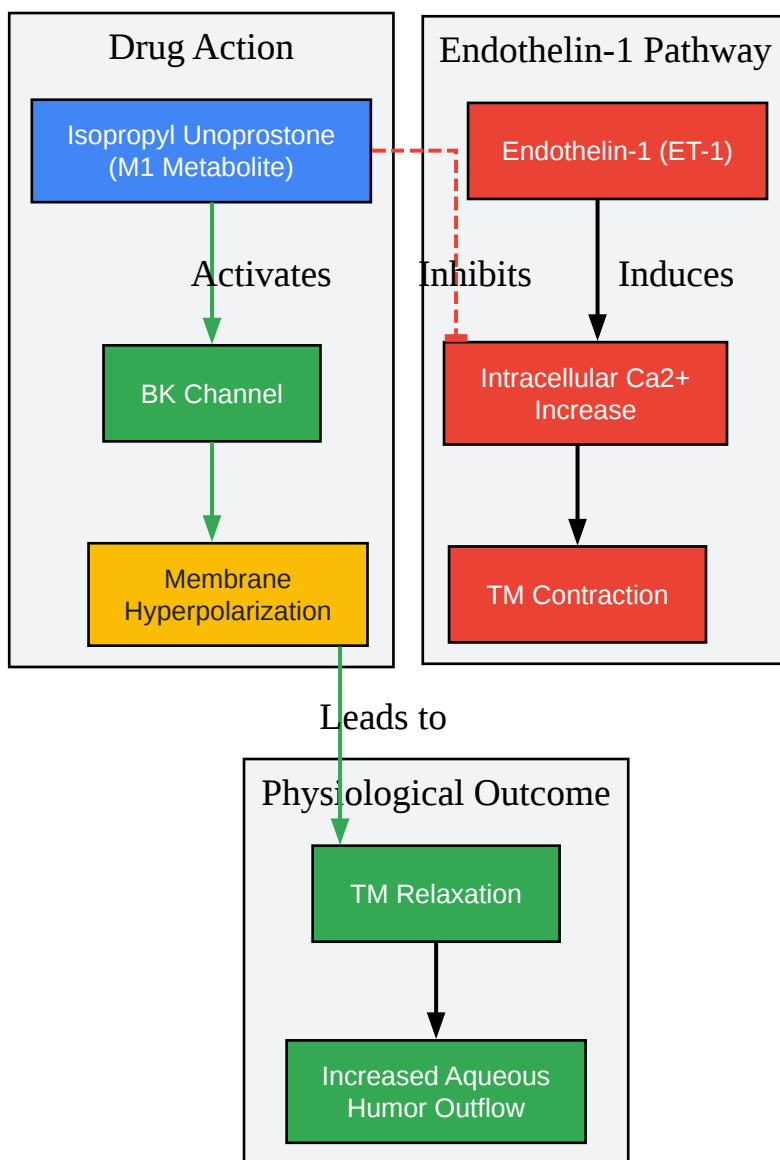 Drug Action
Isopropyl Unoprostone
(M1 Metabolite)
Activates
BK Channel
Membrane
Hyperpolarization
Endothelin-1 Pathway
Endothelin-1 (ET-1)
Inhibits
Induces
Intracellular Ca2+
Increase
TM Contraction
Leads to
Physiological Outcome
TM Relaxation
Increased Aqueous
Humor Outflow